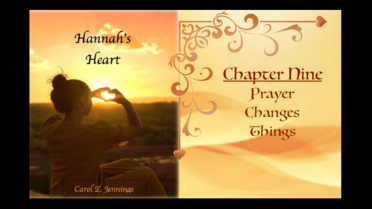 Hannah's
Heart
Carol E. Jennings
Chapter Nine
Prayer
Changes
Things